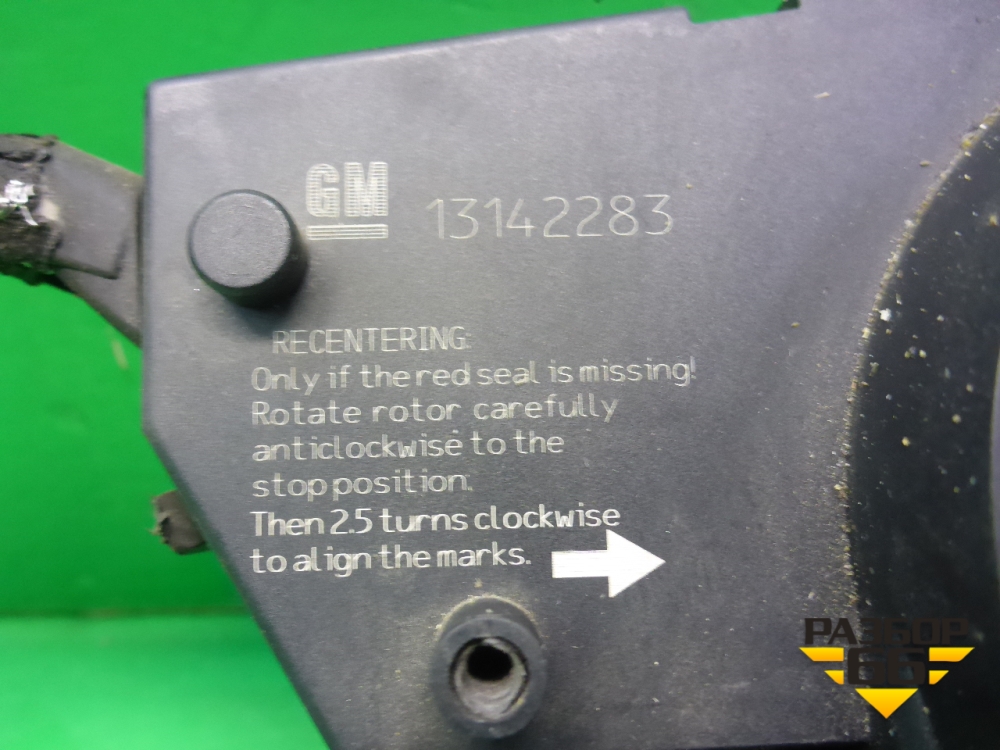 GM 13142283
RECENTERING:
Only if the red seal is missing!
Rotate rotor carefully
anticlockwise to the
stop position.
Then 2.5 turns clockwise
to align the marks.
РАЗБОР
66